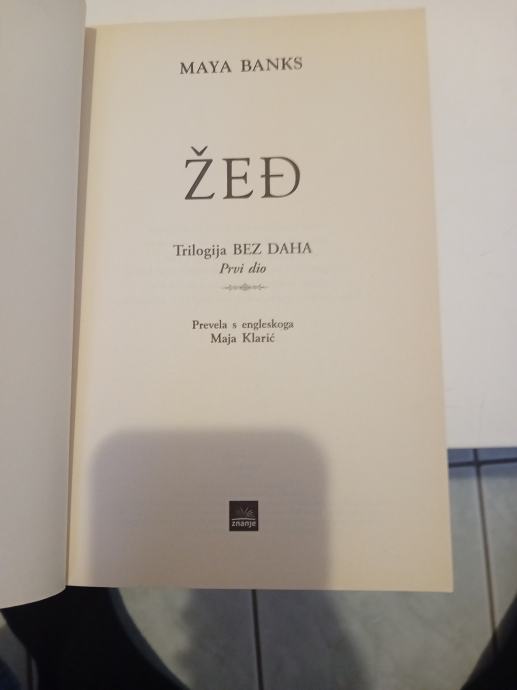 MAYA BANKS
ŽEĐ
Trilogija BEZ DAHA
Prvi dio
Prevela s engleskoga
Maja Klarić
znanje